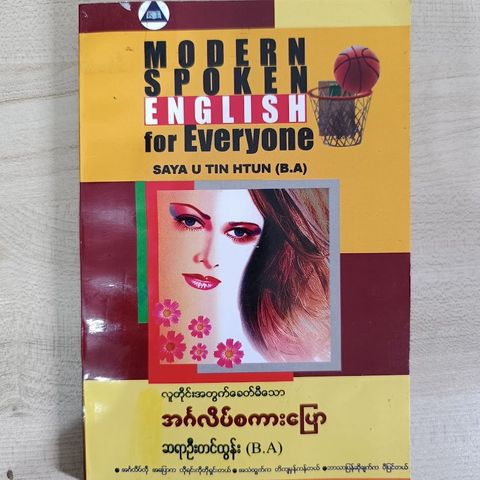 MODERN
SPOKEN
ENGLISH
for Everyone
SAYA U TIN HTUN (B.A)
လူတိုင်းအတွက်ခေတ်မီသော
အင်္ဂလိပ်စကားပြော
ဆရာဦးတင်ထွန်း (B.A)